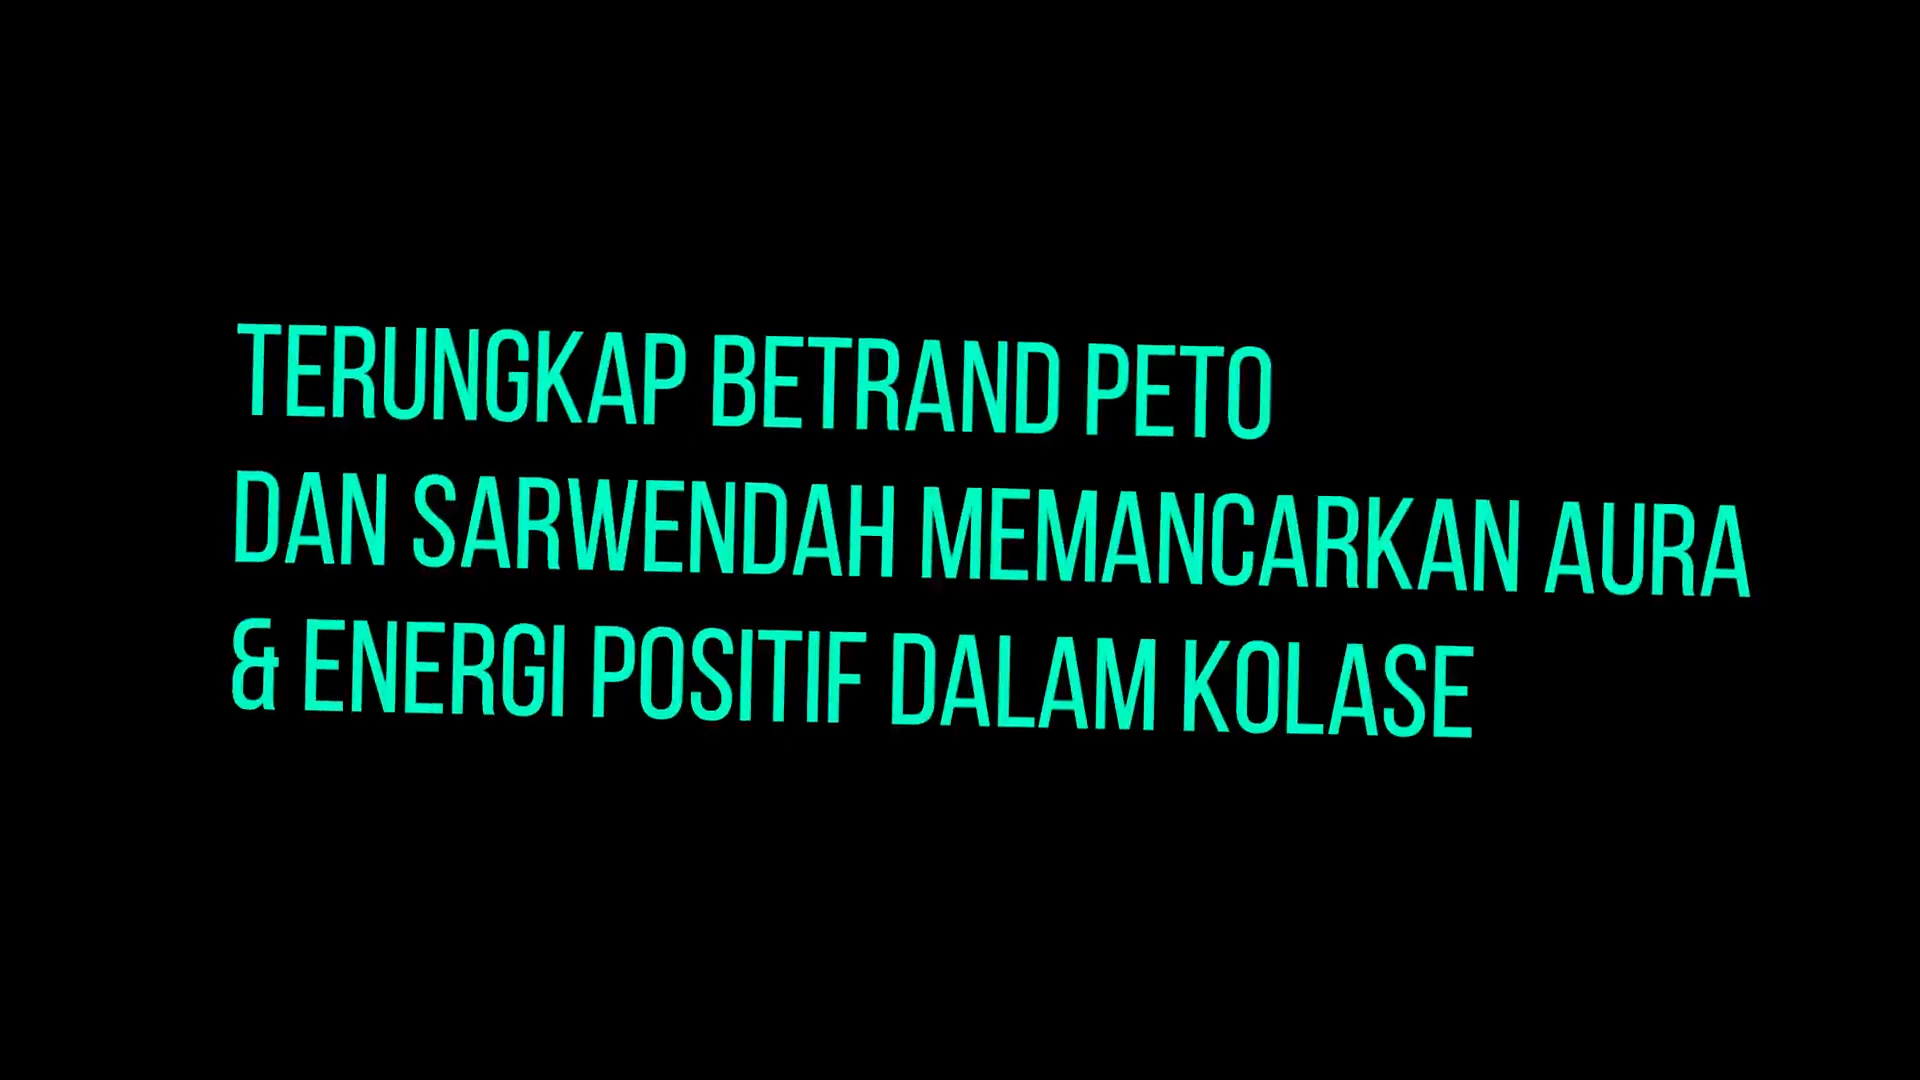 TERUNGKAP BETRAND PETO
DAN SARWENDAH MEMANCARKAN AURA
& ENERGI POSITIF DALAM KOLASE